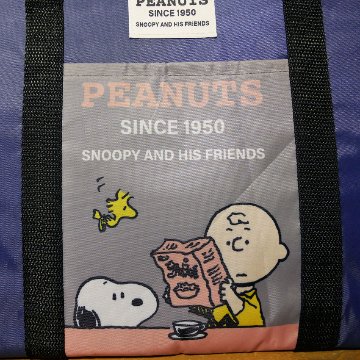 PEANUTS
SINCE 1950
SNOOPY AND HIS FRIENDS
PEANUTS
SINCE 1950
SNOOPY AND HIS FRIENDS